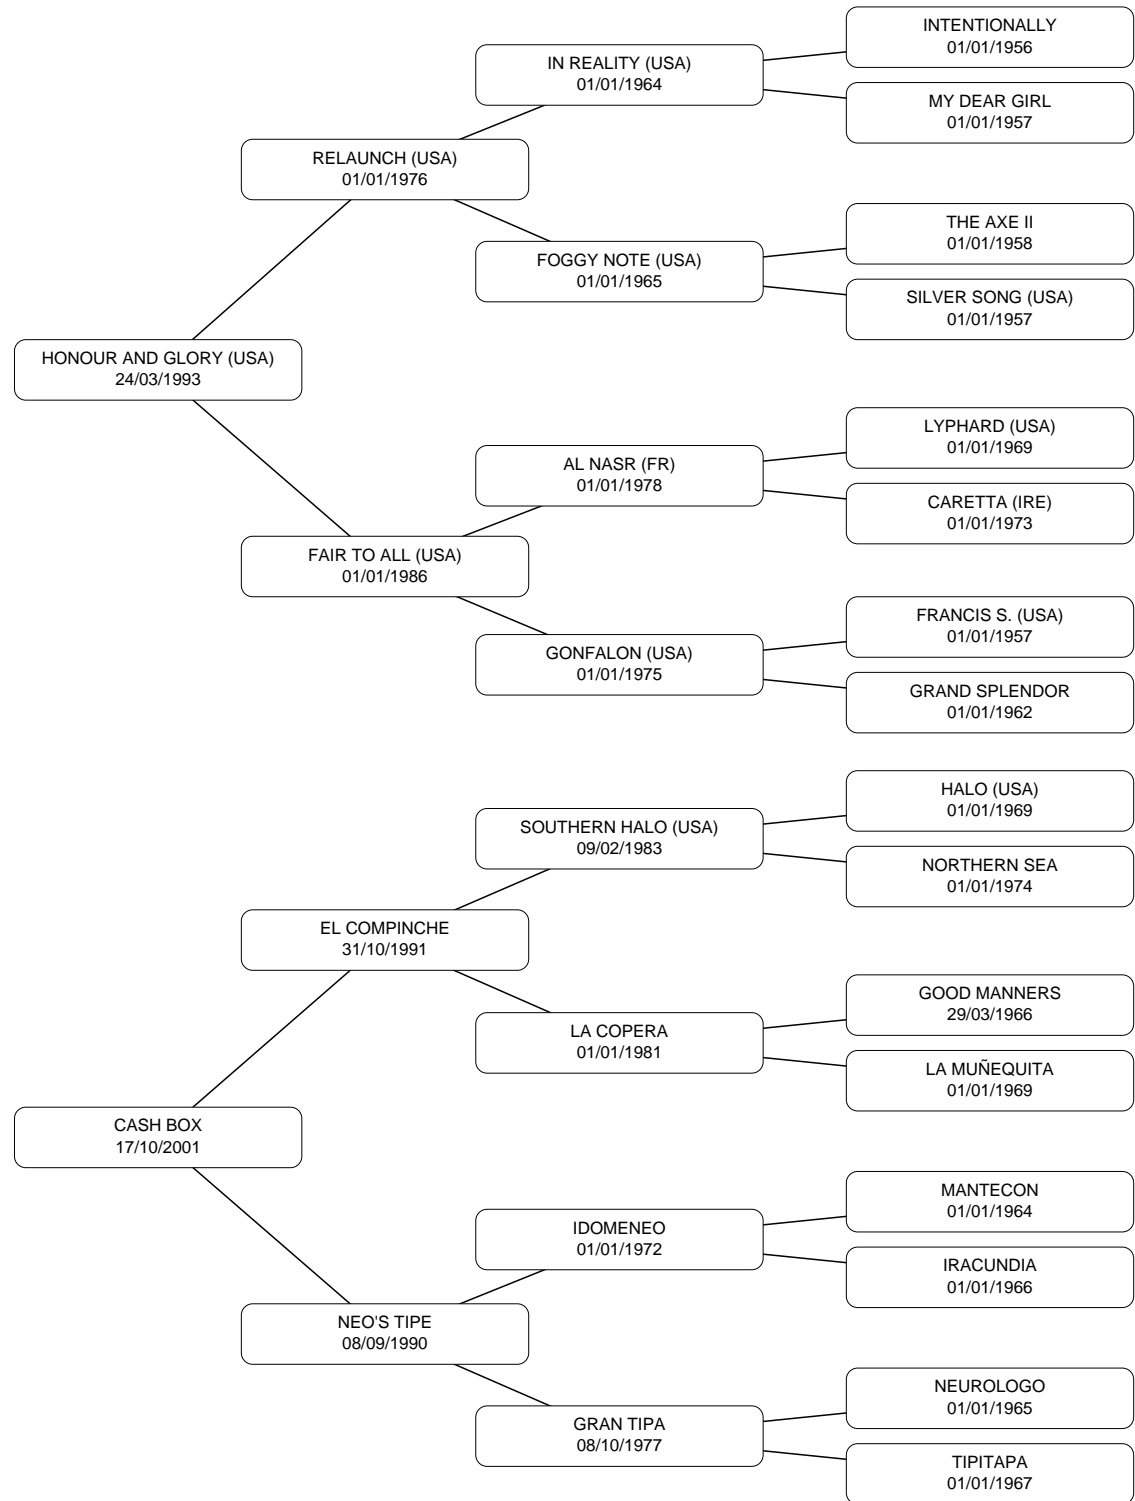 INTENTIONALLY
01/01/1956
IN REALITY (USA)
01/01/1964
MY DEAR GIRL
01/01/1957
RELAUNCH (USA)
01/01/1976
THE AXE II
01/01/1958
FOGGY NOTE (USA)
01/01/1965
SILVER SONG (USA)
01/01/1957
HONOUR AND GLORY (USA)
24/03/1993
LYPHARD (USA)
01/01/1969
AL NASR (FR)
01/01/1978
CARETTA (IRE)
01/01/1973
FAIR TO ALL (USA)
01/01/1986
FRANCIS S. (USA)
01/01/1957
GONFALON (USA)
01/01/1975
GRAND SPLENDOR
01/01/1962
HALO (USA)
01/01/1969
SOUTHERN HALO (USA)
09/02/1983
NORTHERN SEA
01/01/1974
EL COMPINCHE
31/10/1991
GOOD MANNERS
29/03/1966
LA COPERA
01/01/1981
LA MUÑEQUITA
01/01/1969
CASH BOX
17/10/2001
MANTECON
01/01/1964
IDOMENEO
01/01/1972
IRACUNDIA
01/01/1966
NEO'S TIPE
08/09/1990
NEUROLOGO
01/01/1965
GRAN TIPA
08/10/1977
TIPITAPA
01/01/1967